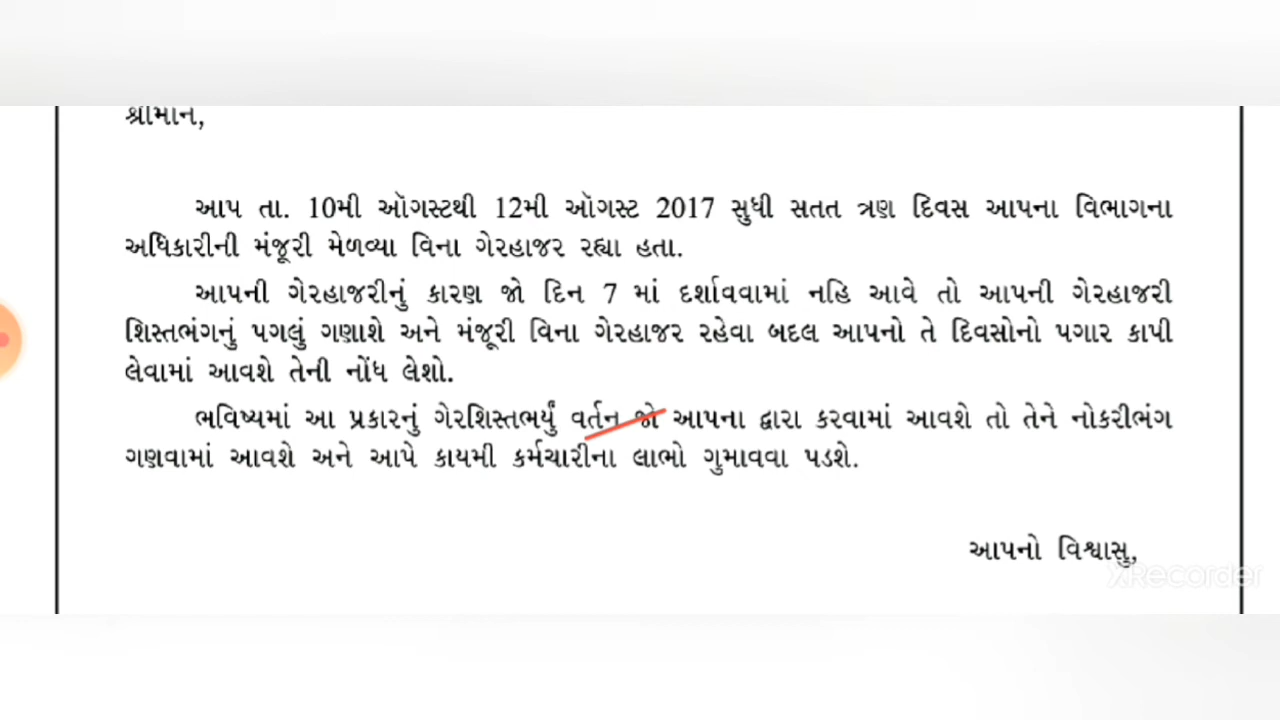 શ્રીમાન,
આપ તા. 10મી ઑગસ્ટથી 12મી ઑગસ્ટ 2017 સુધી સતત ત્રણ દિવસ આપના વિભાગના
અધિકારીની મંજૂરી મેળવ્યા વિના ગેરહાજર રહ્યા હતા.
આપની ગેરહાજરીનું કારણ જો દિન 7 માં દર્શાવવામાં નહિ આવે તો આપની ગેરહાજરી
શિસ્તભંગનું પગલું ગણાશે અને મંજૂરી વિના ગેરહાજર રહેવા બદલ આપનો તે દિવસોનો પગાર કાપી
લેવામાં આવશે તેની નોંધ લેશો.
ભવિષ્યમાં આ પ્રકારનું ગેરશિસ્તભર્યું વર્તન જો આપના દ્વારા કરવામાં આવશે તો તેને નોકરીભંગ
ગણવામાં આવશે અને આપે કાયમી કર્મચારીના લાભો ગુમાવવા પડશે.
આપનો વિશ્વાસુ,
XRecorder